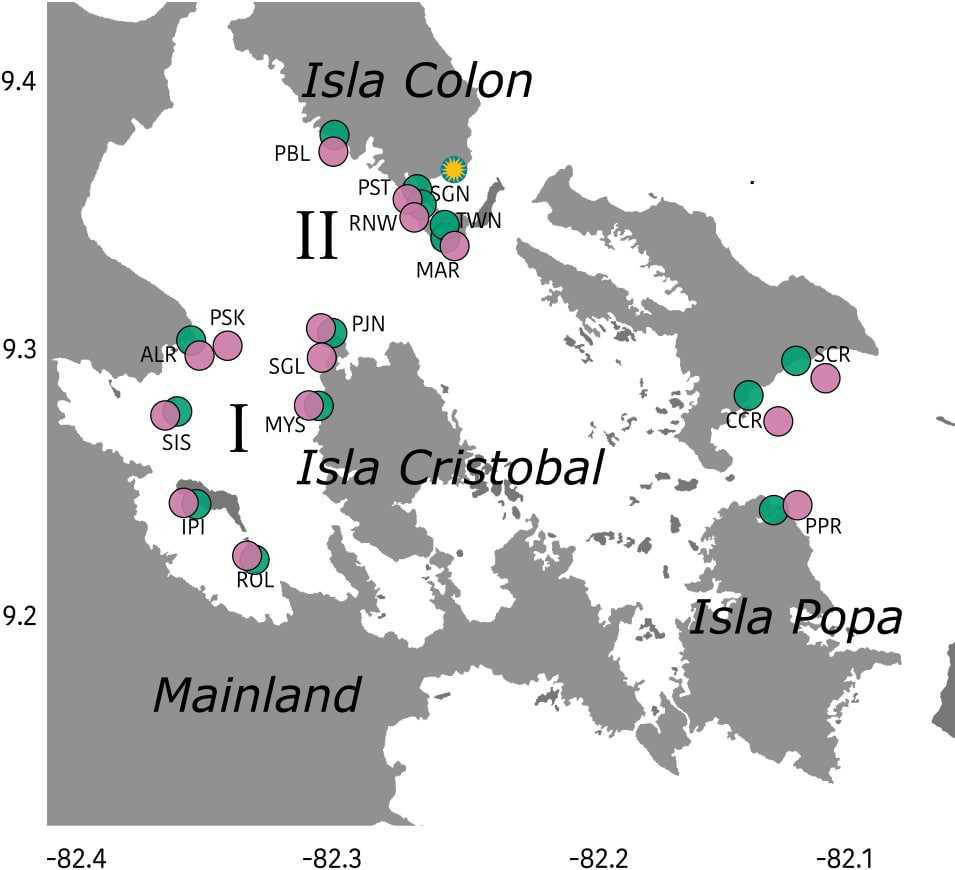 9.4
Isla Colon
PBL
PST
SGN
RNW
TWN
II
MAR
PSK
PJN
9.3
ALR
SGL
SCR
I
MYS
CCR
SIS
Isla Cristobal
IPI
PPR
ROL
9.2
Isla Popa
Mainland
-82.4
-82.3
-82.2
-82.1